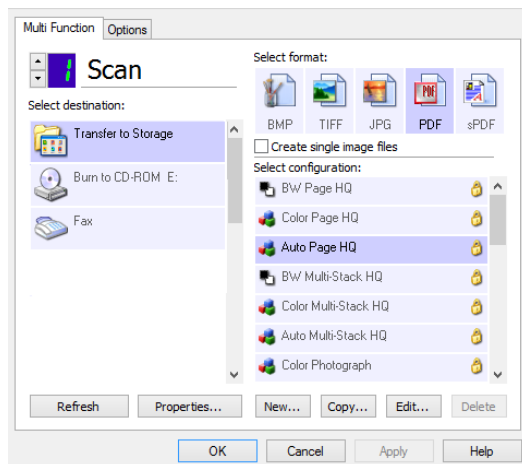 Multi Function Options
1 Scan
Select destination:
Transfer to Storage
Burn to CD-ROM E:
Fax
Refresh Properties...
Select format:
BMP TIFF JPG PDF sPDF
Create single image files
Select configuration:
BW Page HQ
Color Page HQ
Auto Page HQ
BW Multi-Stack HQ
Color Multi-Stack HQ
Auto Multi-Stack HQ
Color Photograph
New... Copy... Edit... Delete
OK Cancel Apply Help